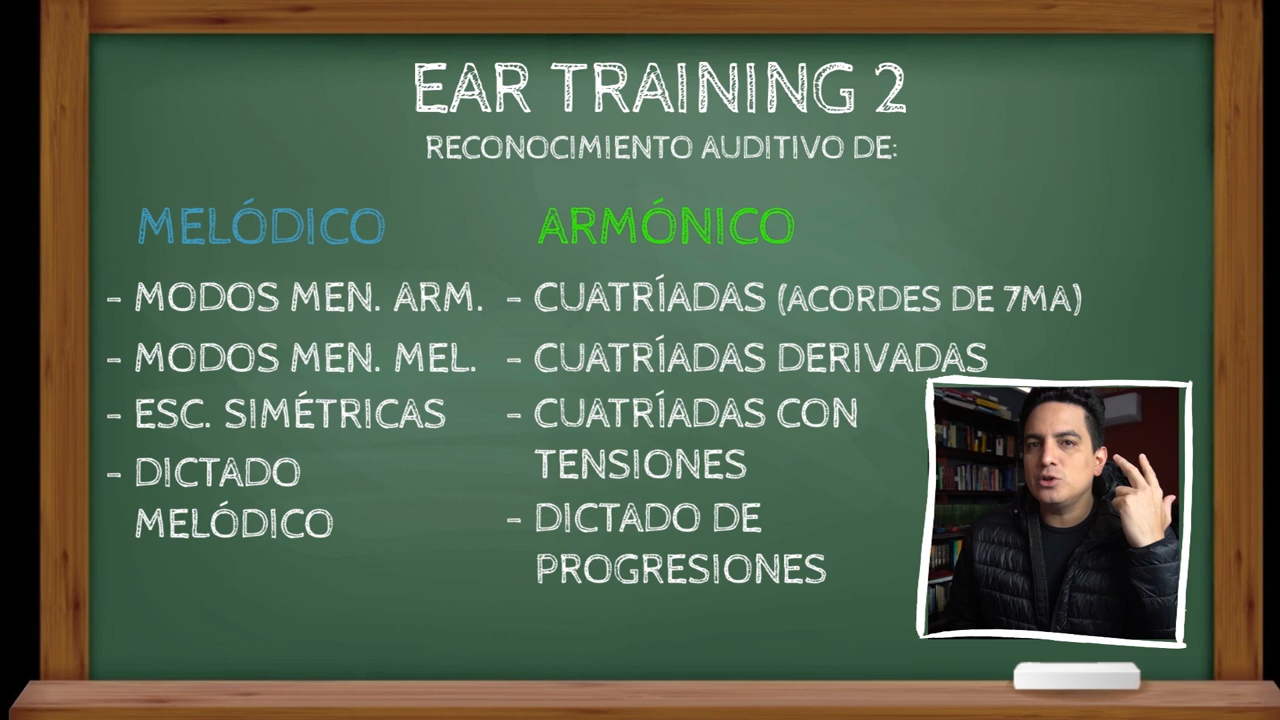 EAR TRAINING 2
RECONOCIMIENTO AUDITIVO DE:
MELÓDICO
- MODOS MEN. ARM.
- MODOS MEN. MEL.
- ESC. SIMÉTRICAS
- DICTADO
MELÓDICO
ARMÓNICO
- CUATRÍADAS (ACORDES DE 7MA)
- CUATRÍADAS DERIVADAS
- CUATRÍADAS CON
TENSIONES
- DICTADO DE
PROGRESIONES